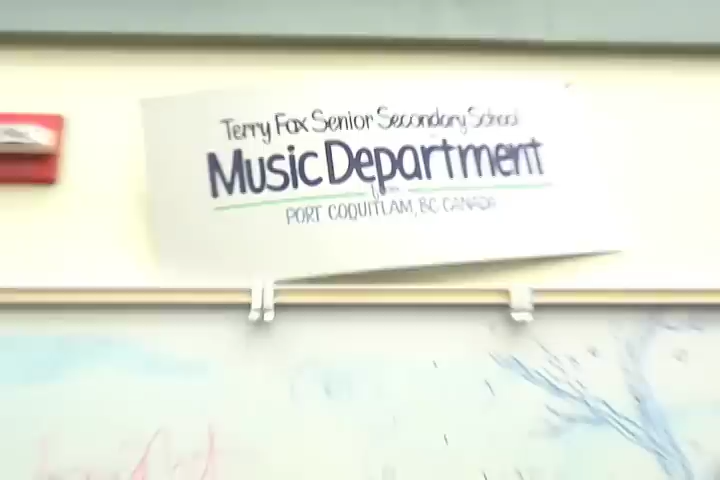 Terry Fox Senior Secondary School
Music Department
PORT COQUITLAM, BC CANADA